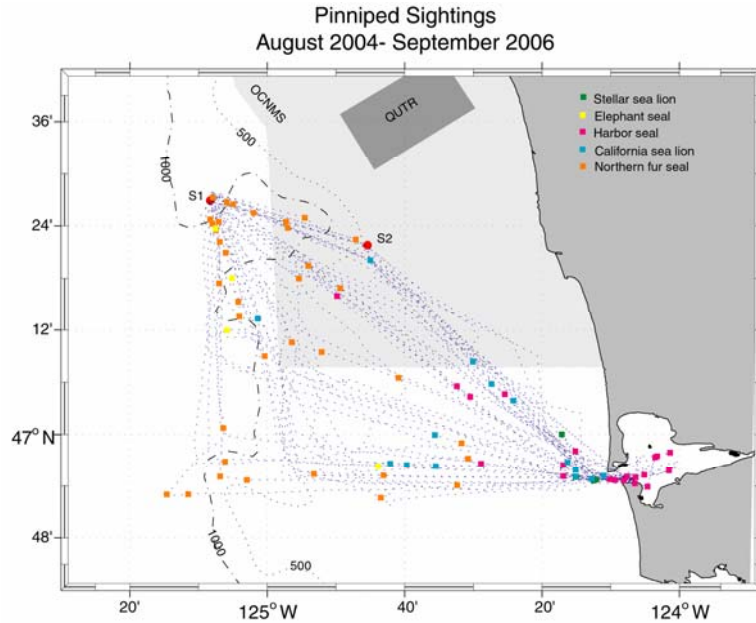 Pinniped Sightings
August 2004- September 2006
OCNMS
QUTR
500
1000
Stellar sea lion
Elephant seal
Harbor seal
California sea lion
Northern fur seal
36'
S1
24'
S2
12'
47° N
48'
1000
500
20'
125° W
40'
20'
124° W